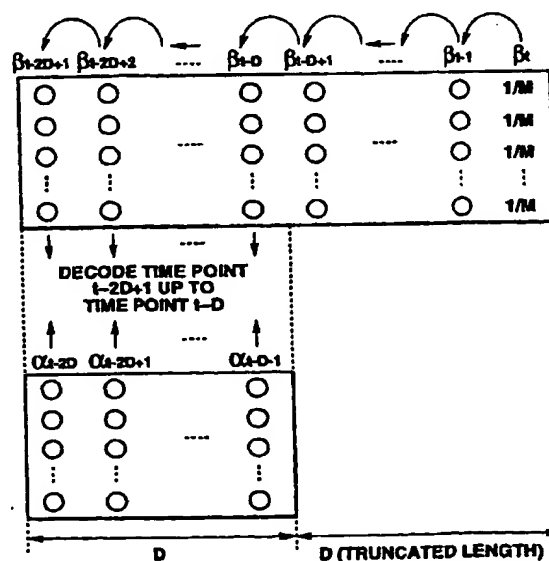 βt-2D+1 βt-2D+2 ---- βt-D βt-D+1 ---- βt-1 βt
1/M
1/M
1/M
1/M
DECODE TIME POINT
t-2D+1 UP TO
TIME POINT t-D
αt-2D αt-2D+1 αt-D-1
D D (TRUNCATED LENGTH)